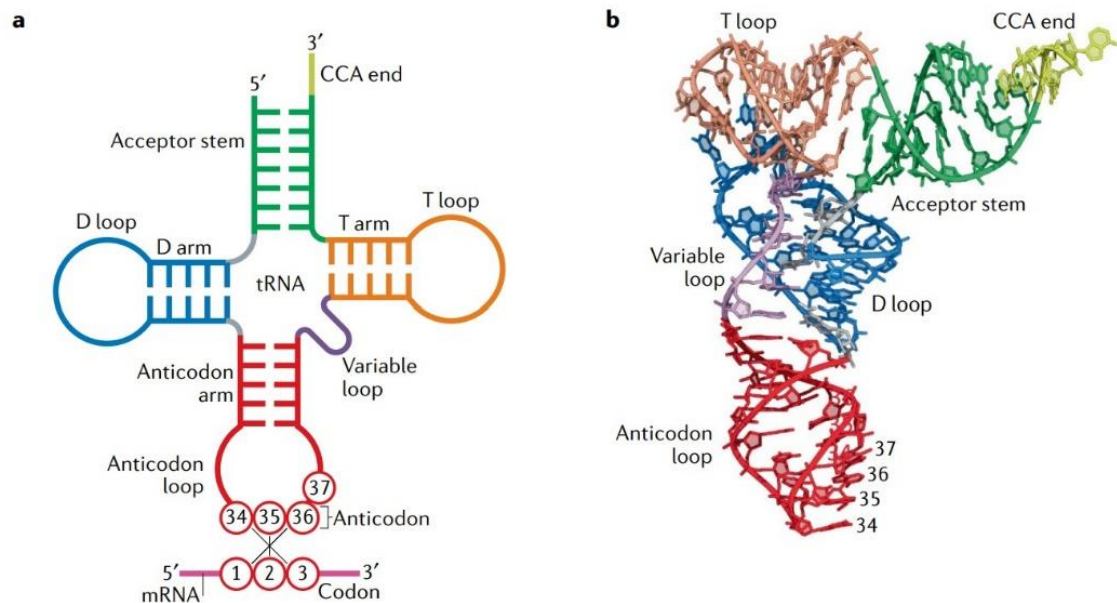 a
3′
5′
CCA end
Acceptor stem
D loop
D arm
T arm
T loop
tRNA
Anticodon
arm
Variable
loop
Anticodon
loop
37
34 35 36 Anticodon
5′ 1 2 3 3′
mRNA Codon
b
T loop
CCA end
Acceptor stem
Variable
loop
D loop
Anticodon
loop
37
36
35
34